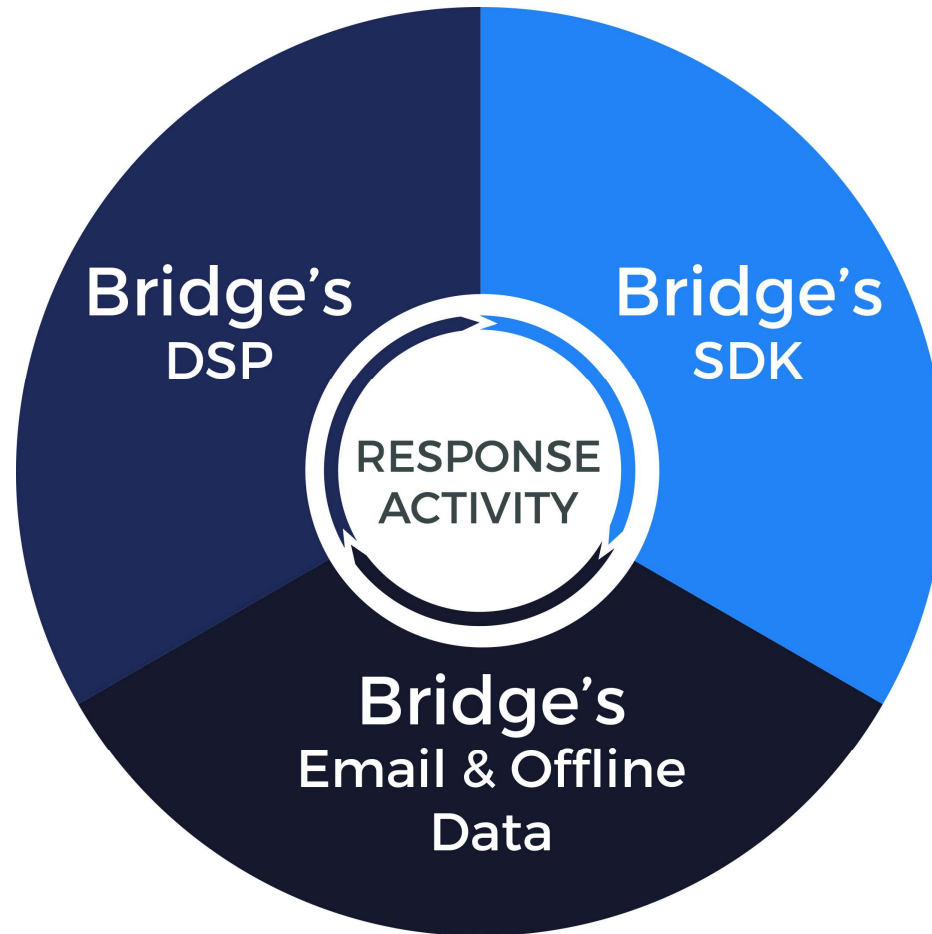 Bridge’s
DSP
Bridge’s
SDK
RESPONSE
ACTIVITY
Bridge’s
Email & Offline
Data